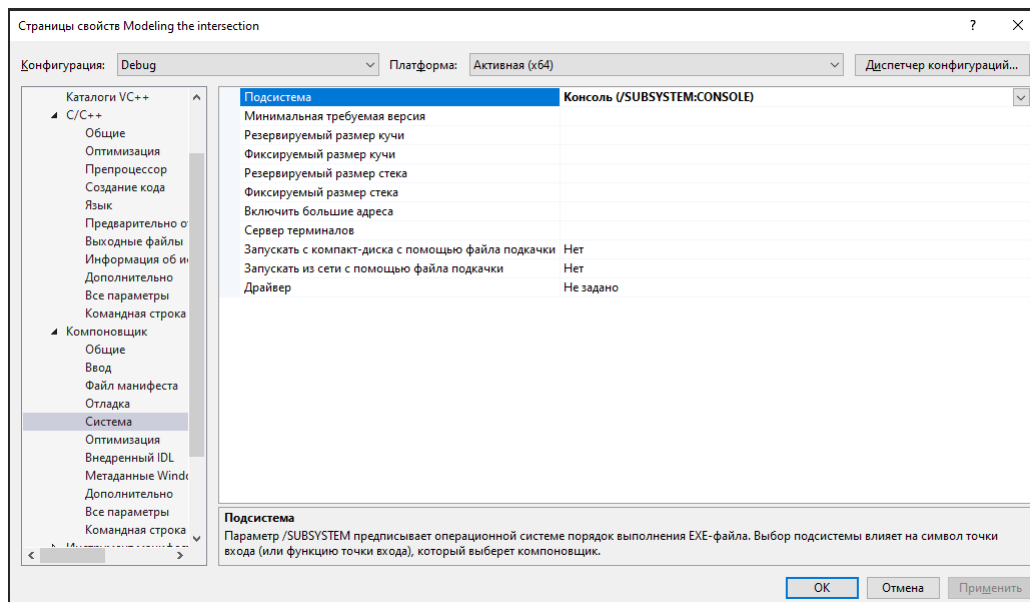 Страницы свойств Modeling the intersection
? ×
Конфигурация: Debug Платформа: Активная (x64) Диспетчер конфигураций...
Каталоги VC++
C/C++
Общие
Оптимизация
Препроцессор
Создание кода
Язык
Предварительно
Выходные файлы
Информация об
Дополнительно
Все параметры
Командная строка
Компоновщик
Общие
Ввод
Файл манифеста
Отладка
Система
Оптимизация
Внедренный IDL
Метаданные Windo
Дополнительно
Все параметры
Командная строка
Подсистема Консоль (/SUBSYSTEM:CONSOLE)
Минимальная требуемая версия
Резервируемый размер кучи
Фиксируемый размер кучи
Резервируемый размер стека
Фиксируемый размер стека
Включить большие адреса
Сервер терминалов
Запускать с компакт-диска с помощью файла подкачки Нет
Запускать из сети с помощью файла подкачки Нет
Драйвер Не задано
Подсистема
Параметр /SUBSYSTEM предписывает операционной системе порядок выполнения EXE-файла. Выбор подсистемы влияет на символ точки
входа (или функцию точки входа), который выберет компоновщик.
OK Отмена Применить